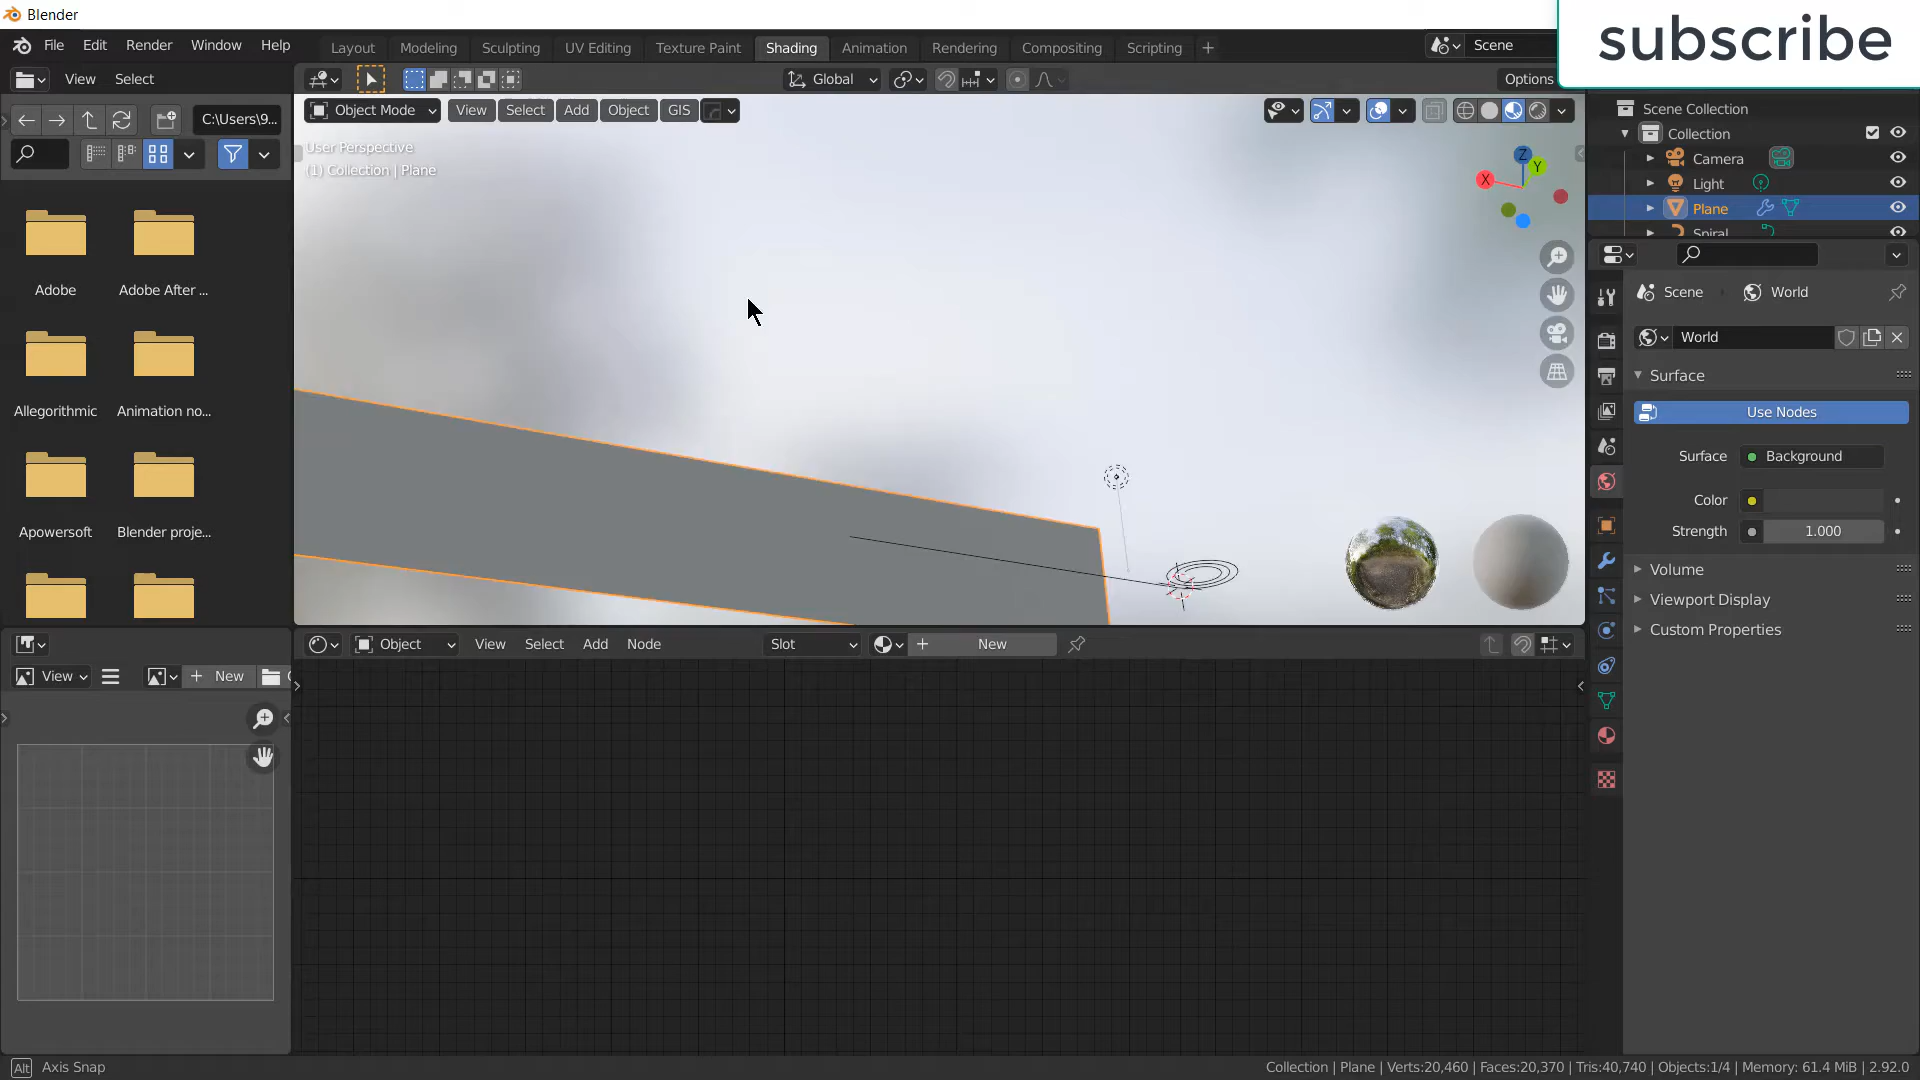 Blender
subscribe
File Edit Render Window Help
Layout Modeling Sculpting UV Editing Texture Paint Shading Animation Rendering Compositing Scripting +
Scene
View Select
Global
Options
C:\Users\9...
Object Mode View Select Add Object GIS
User Perspective
(1) Collection | Plane
Z
Y
X
Scene Collection
Collection
Camera
Light
Plane
Spiral
Adobe
Adobe After ...
Allegorithmic
Animation no...
Apowersoft
Blender proje...
Scene World
World
Surface
Use Nodes
Surface Background
Color
Strength 1.000
Volume
Viewport Display
Custom Properties
Object View Select Add Node Slot + New
View + New
Alt Axis Snap
Collection | Plane | Verts:20,460 | Faces:20,370 | Tris:40,740 | Objects:1/4 | Memory: 61.4 MiB | 2.92.0